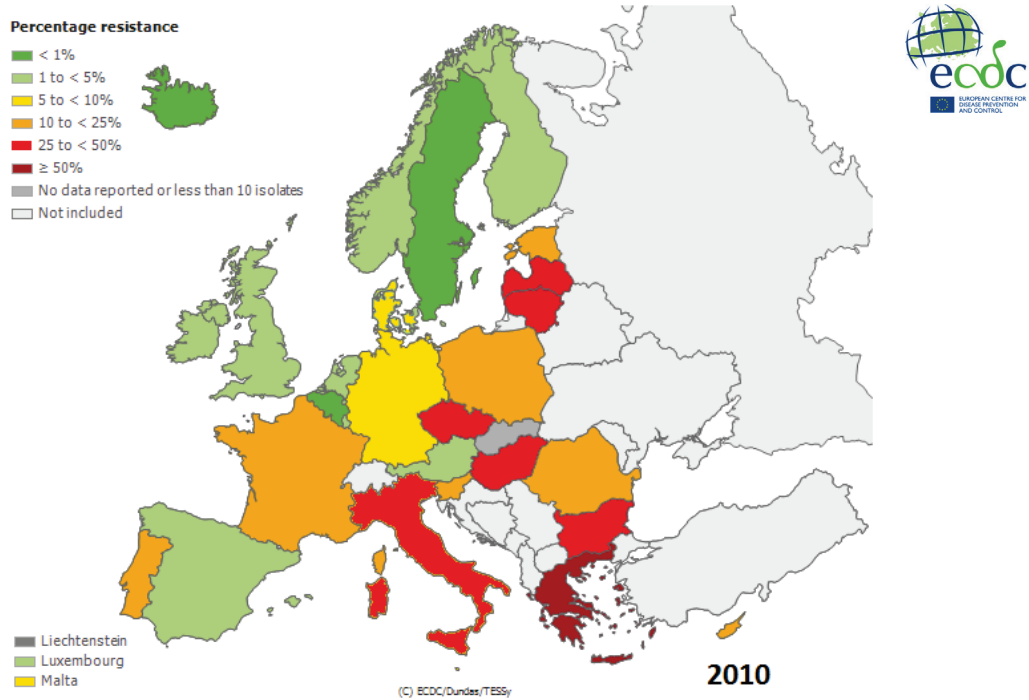 Percentage resistance
< 1%
1 to < 5%
5 to < 10%
10 to < 25%
25 to < 50%
≥ 50%
No data reported or less than 10 isolates
Not included
ecdc
EUROPEAN CENTRE FOR
DISEASE PREVENTION
AND CONTROL
Liechtenstein
Luxembourg
Malta
(C) ECDC/Dundas/TESSy
2010